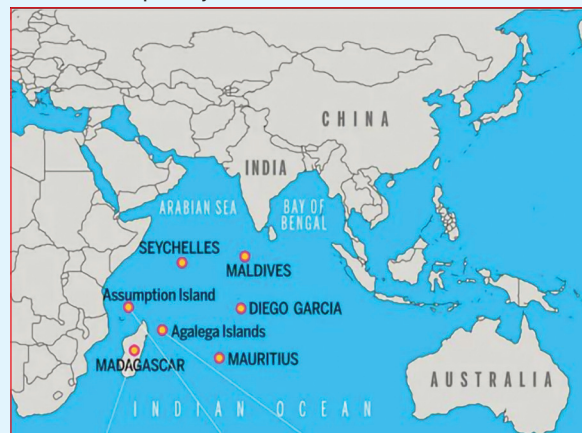 CHINA
INDIA
ARABIAN SEA
BAY OF
BENGAL
SEYCHELLES
MALDIVES
Assumption Island
DIEGO GARCIA
Agalega Islands
MADAGASCAR
MAURITIUS
AUSTRALIA
INDIAN OCEAN